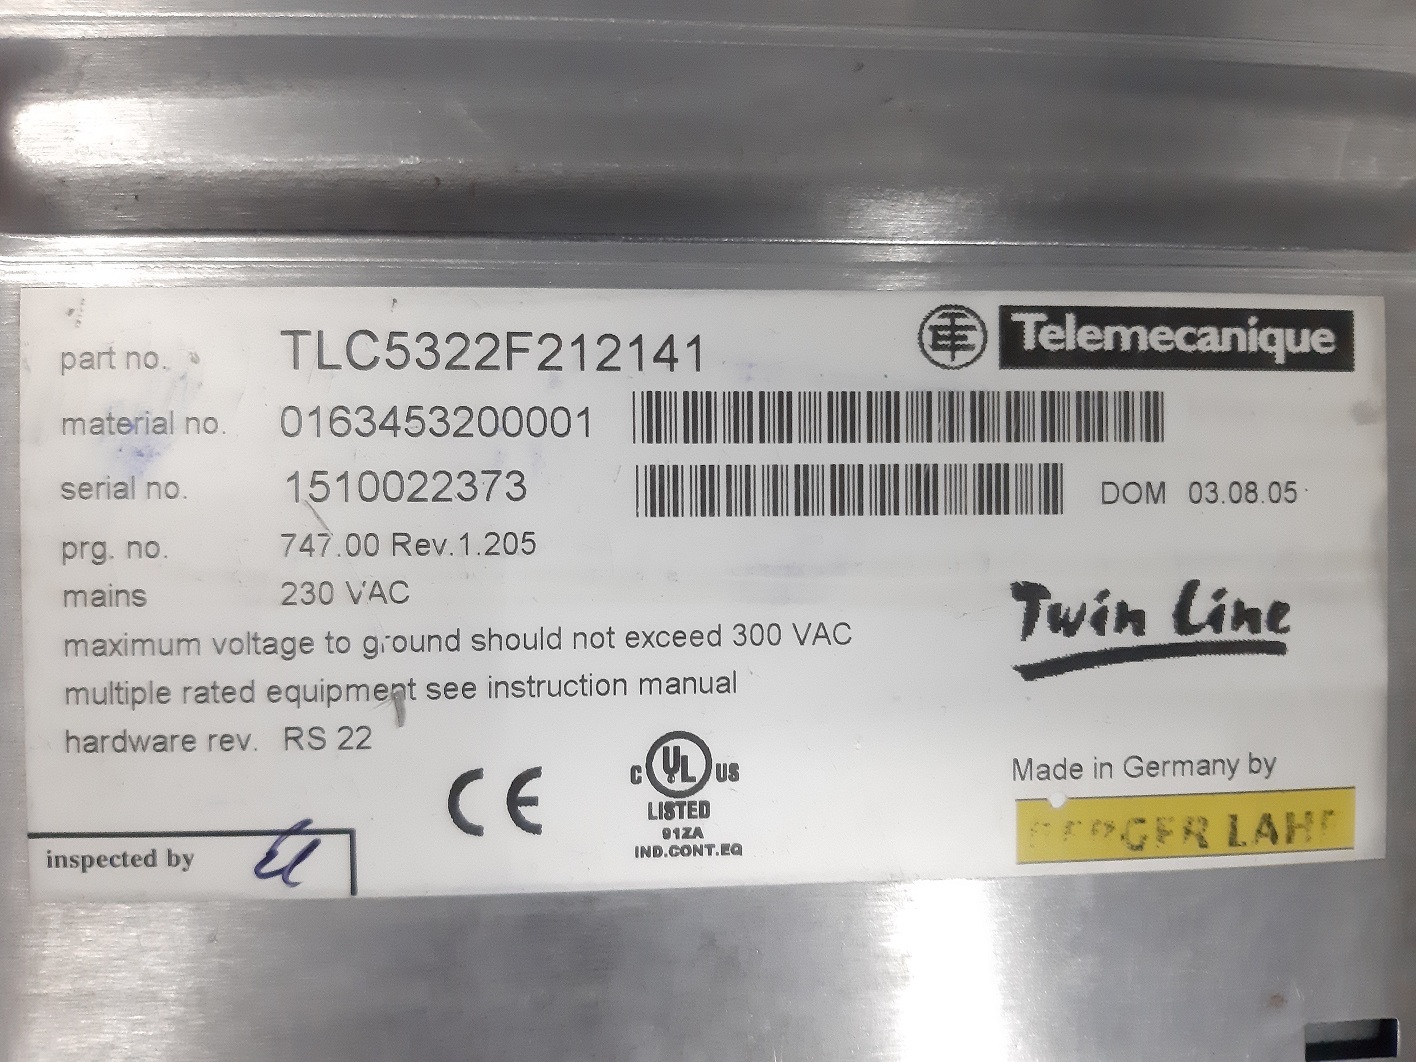 part no. TLC5322F212141 Telemecanique
material no. 0163453200001
serial no. 1510022373 DOM 03.08.05
prg. no. 747.00 Rev.1.205
mains 230 VAC
maximum voltage to ground should not exceed 300 VAC
Twin Line
multiple rated equipment see instruction manual
hardware rev. RS 22
CE
C UL US
LISTED
91ZA
IND.CONT.EQ
Made in Germany by
inspected by